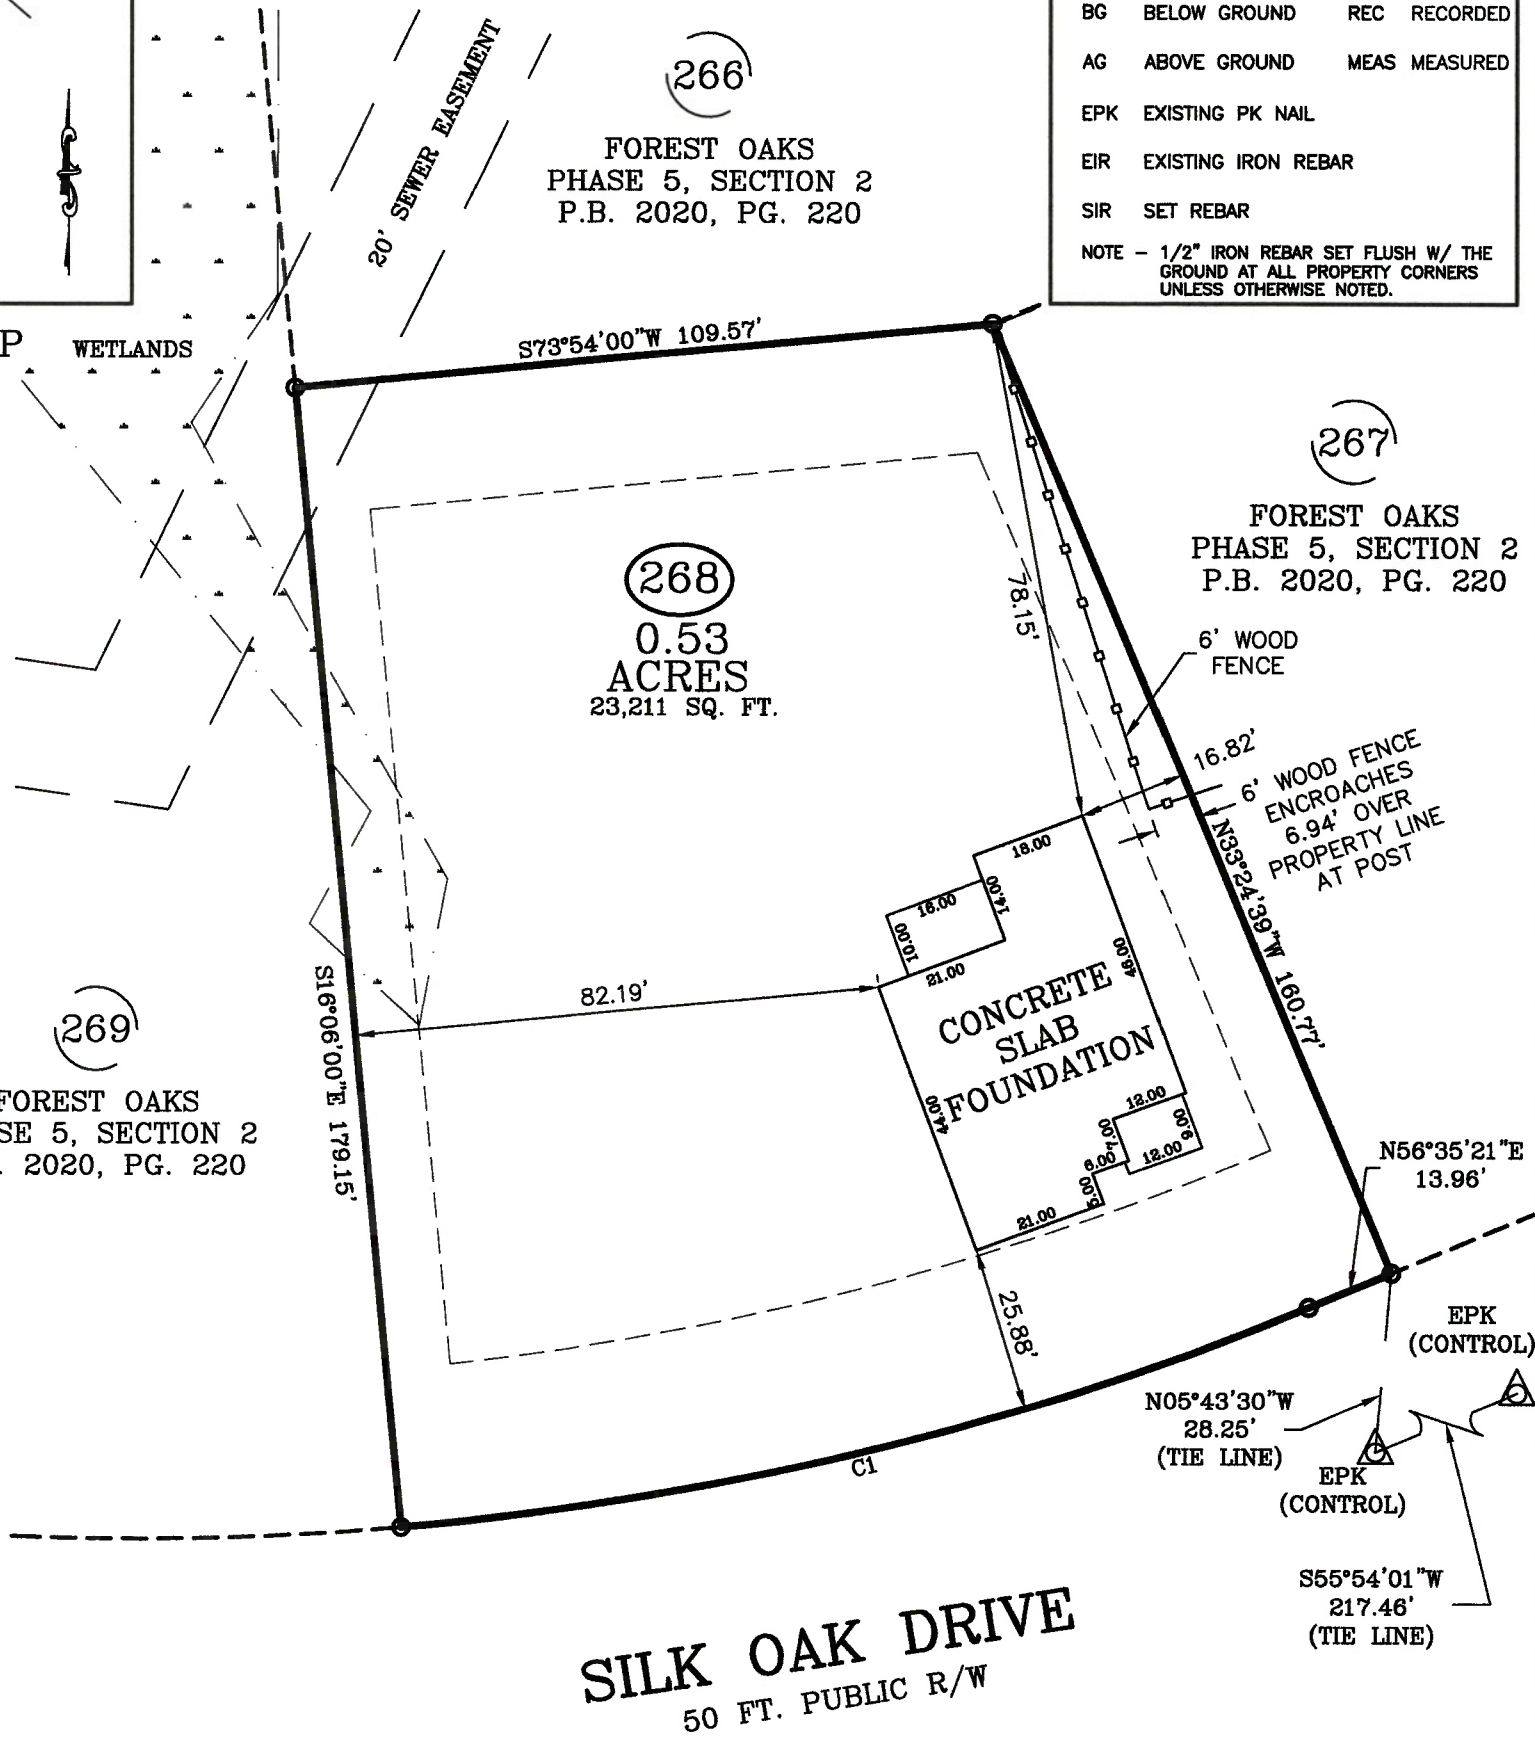 BG BELOW GROUND REC RECORDED
AG ABOVE GROUND MEAS MEASURED
EPK EXISTING PK NAIL
EIR EXISTING IRON REBAR
SIR SET REBAR
NOTE – 1/2" IRON REBAR SET FLUSH W/ THE
GROUND AT ALL PROPERTY CORNERS
UNLESS OTHERWISE NOTED.
20' SEWER EASEMENT
266
FOREST OAKS
PHASE 5, SECTION 2
P.B. 2020, PG. 220
P WETLANDS
S73°54'00"W 109.57'
267
FOREST OAKS
PHASE 5, SECTION 2
P.B. 2020, PG. 220
268
0.53
ACRES
23,211 SQ. FT.
78.15'
6' WOOD
FENCE
16.82'
6' WOOD FENCE
ENCROACHES
6.94' OVER
PROPERTY LINE
AT POST
N33°24'39"W 160.77'
18.00
14.00
16.00
10.00
21.00
46.00
82.19'
CONCRETE
SLAB
FOUNDATION
44.00
12.00
9.00
7.00
12.00
6.00
5.00
21.00
S16°06'00"E 179.15'
269
FOREST OAKS
SE 5, SECTION 2
. 2020, PG. 220
N56°35'21"E
13.96'
25.88'
C1
EPK
(CONTROL)
N05°43'30"W
28.25'
(TIE LINE)
EPK
(CONTROL)
S55°54'01"W
217.46'
(TIE LINE)
SILK OAK DRIVE
50 FT. PUBLIC R/W